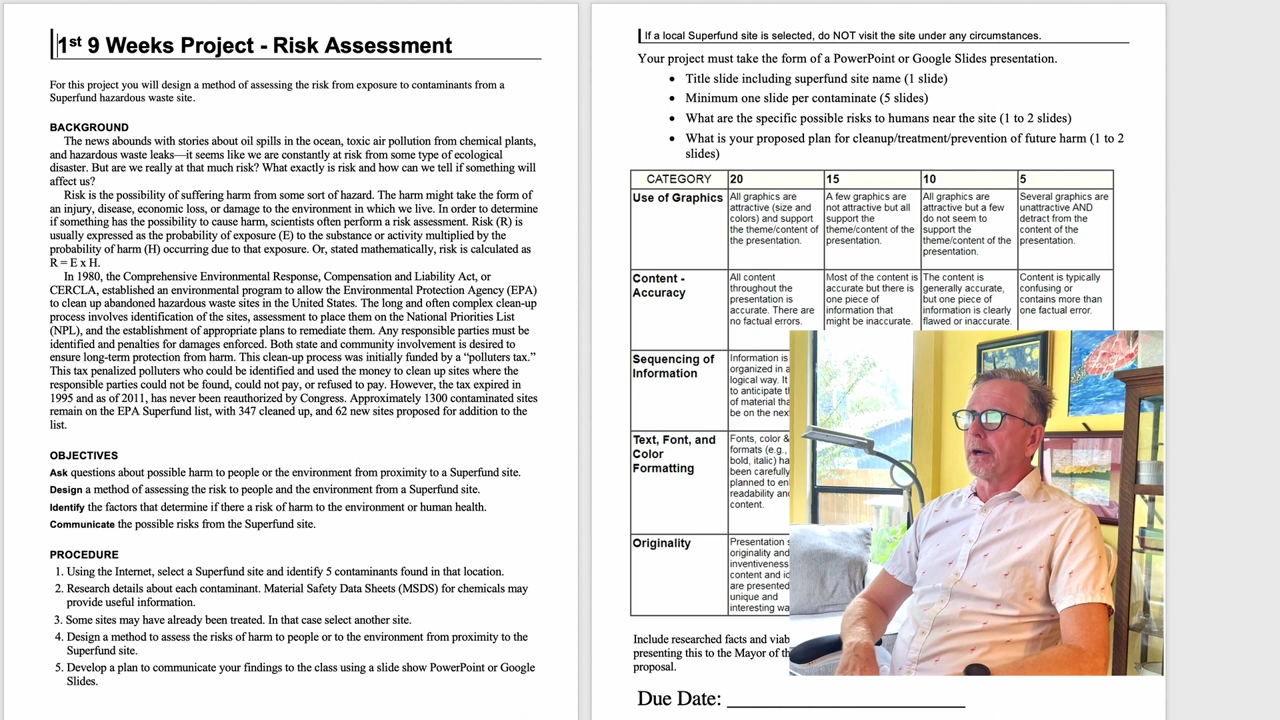 1st 9 Weeks Project - Risk Assessment
For this project you will design a method of assessing the risk from exposure to contaminants from a
Superfund hazardous waste site.
BACKGROUND
The news abounds with stories about oil spills in the ocean, toxic air pollution from chemical plants,
and hazardous waste leaks—it seems like we are constantly at risk from some type of ecological
disaster. But are we really at that much risk? What exactly is risk and how can we tell if something will
affect us?
Risk is the possibility of suffering harm from some sort of hazard. The harm might take the form of
an injury, disease, economic loss, or damage to the environment in which we live. In order to determine
if something has the possibility to cause harm, scientists often perform a risk assessment. Risk (R) is
usually expressed as the probability of exposure (E) to the substance or activity multiplied by the
probability of harm (H) occurring due to that exposure. Or, stated mathematically, risk is calculated as
R = E x H.
In 1980, the Comprehensive Environmental Response, Compensation and Liability Act, or
CERCLA, established an environmental program to allow the Environmental Protection Agency (EPA)
to clean up abandoned hazardous waste sites in the United States. The long and often complex clean-up
process involves identification of the sites, assessment to place them on the National Priorities List
(NPL), and the establishment of appropriate plans to remediate them. Any responsible parties must be
identified and penalties for damages enforced. Both state and community involvement is desired to
ensure long-term protection from harm. This clean-up process was initially funded by a “polluters tax.”
This tax penalized polluters who could be identified and used the money to clean up sites where the
responsible parties could not be found, could not pay, or refused to pay. However, the tax expired in
1995 and as of 2011, has never been reauthorized by Congress. Approximately 1300 contaminated sites
remain on the EPA Superfund list, with 347 cleaned up, and 62 new sites proposed for addition to the
list.
OBJECTIVES
Ask questions about possible harm to people or the environment from proximity to a Superfund site.
Design a method of assessing the risk to people and the environment from a Superfund site.
Identify the factors that determine if there a risk of harm to the environment or human health.
Communicate the possible risks from the Superfund site.
PROCEDURE
1. Using the Internet, select a Superfund site and identify 5 contaminants found in that location.
2. Research details about each contaminant. Material Safety Data Sheets (MSDS) for chemicals may
provide useful information.
3. Some sites may have already been treated. In that case select another site.
4. Design a method to assess the risks of harm to people or to the environment from proximity to the
Superfund site.
5. Develop a plan to communicate your findings to the class using a slide show PowerPoint or Google
Slides.
If a local Superfund site is selected, do NOT visit the site under any circumstances.
Your project must take the form of a PowerPoint or Google Slides presentation.
• Title slide including superfund site name (1 slide)
• Minimum one slide per contaminate (5 slides)
• What are the specific possible risks to humans near the site (1 to 2 slides)
• What is your proposed plan for cleanup/treatment/prevention of future harm (1 to 2
slides)
CATEGORY 20 15 10 5
Use of Graphics
All graphics are
attractive (size and
colors) and support
the theme/content of
the presentation.
A few graphics are
not attractive but all
support the
theme/content of the
presentation.
All graphics are
attractive but a few
do not seem to
support the
theme/content of the
presentation.
Several graphics are
unattractive AND
detract from the
content of the
presentation.
Content -
Accuracy
All content
throughout the
presentation is
accurate. There are
no factual errors.
Most of the content is
accurate but there is
one piece of
information that
might be inaccurate.
The content is
generally accurate,
but one piece of
information is clearly
flawed or inaccurate.
Content is typically
confusing or
contains more than
one factual error.
Sequencing of
Information
Information is
organized in a
logical way. It
to anticipate
of material
be on the
Text, Font, and
Color
Formatting
Fonts, color &
formats (e.g.,
bold, italic)
been carefully
planned to
readability
content.
Originality
Presentation
originality and
inventiveness
content and
are presented
unique and
interesting
Include researched facts and
presenting this to the Mayor of
proposal.
Due Date: